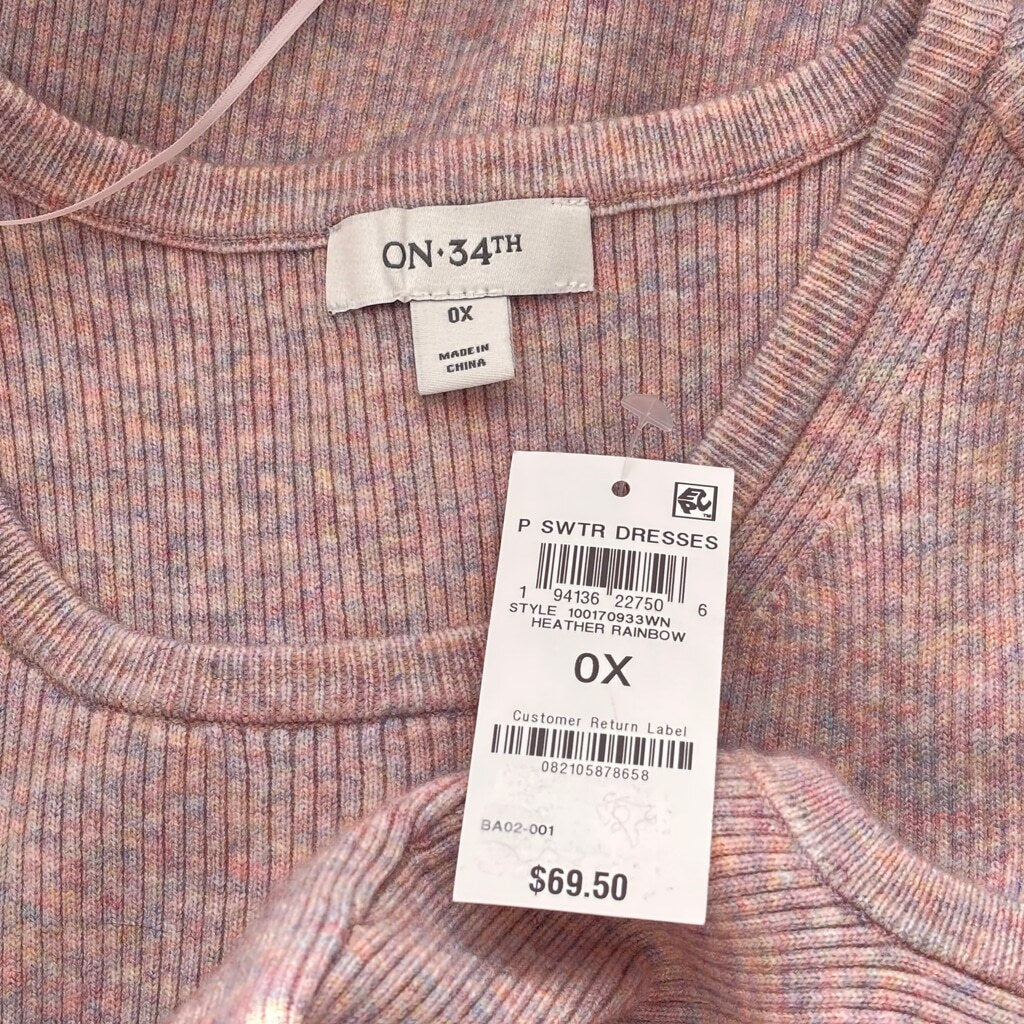 ON·34TH
0X
MADE IN
CHINA
P SWTR DRESSES
1 94136 22750 6
STYLE 100170933WN
HEATHER RAINBOW
0X
Customer Return Label
082105878658
BA02-001
$69.50